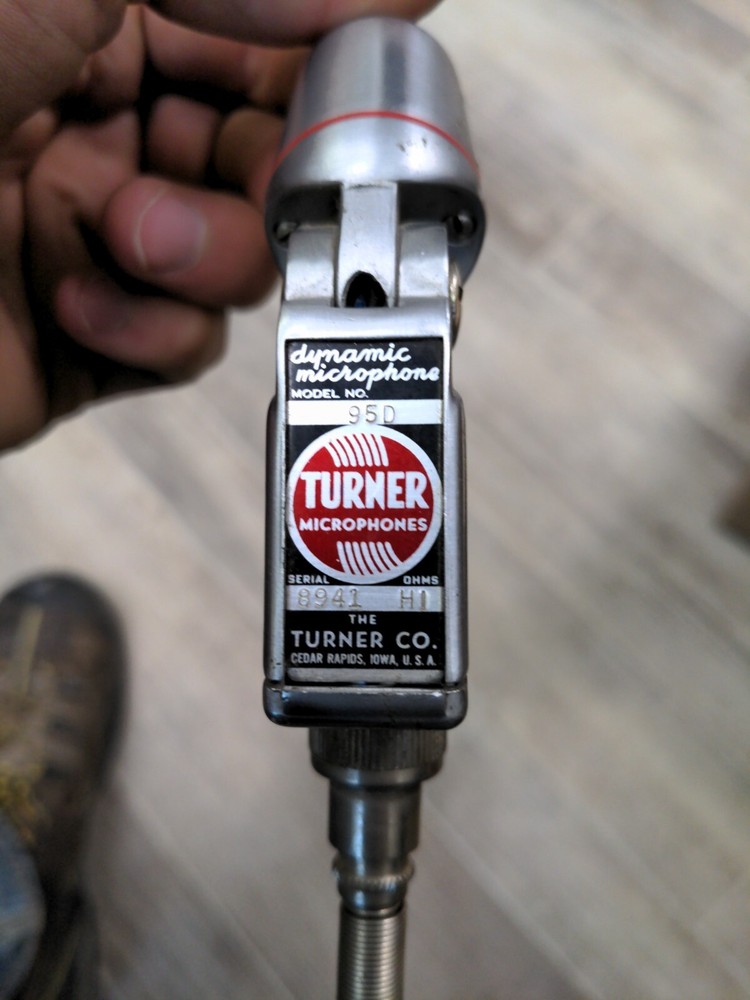 dynamic
microphone
MODEL NO.
95D
TURNER
MICROPHONES
SERIAL OHMS
8941 HI
THE
TURNER CO.
CEDAR RAPIDS, IOWA, U.S.A.